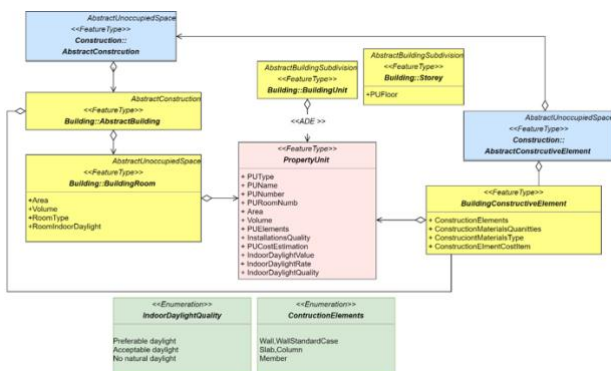 AbstractUnoccupiedSpace
<<FeatureType>>
Construction::
AbstractConstrcution
AbstractConstruction
<<FeatureType>>
Building::AbstractBuilding
AbstractUnoccupiedSpace
<<FeatureType>>
Building::BuildingRoom
+Area
+Volume
+RoomType
+RoomIndoorDaylight
AbstractBuildingSubdivision
<<FeatureType>>
Building::BuildingUnit
<<ADE >>
AbstractBuildingSubdivision
<<FeatureType>>
Building::Storey
+PUFloor
<<FeatureType>>
PropertyUnit
+ PUType
+ PUName
+ PUNumber
+ PURoomNumb
+ Area
+ Volume
+ PUElements
+ InstallationsQuality
+ PUCostEstimation
+ IndoorDaylightValue
+ IndoorDaylightRate
+ IndoorDaylightQuality
AbstractUnoccupiedSpace
<<FeatureType>>
Construction::
AbstractConstrcutiveElement
<<FeatureType>>
BuildingConstructiveElement
+ ConstructionElements
+ ConstructionMaterialsQuanitties
+ ConstruciontMaterialsType
+ ConstructionElmentCostItem
<<Enumeration>>
IndoorDaylightQuality
Preferable daylight
Acceptable daylight
No natural daylight
<<Enumeration>>
ContructionElements
Wall,WallStandardCase
Slab,Column
Member